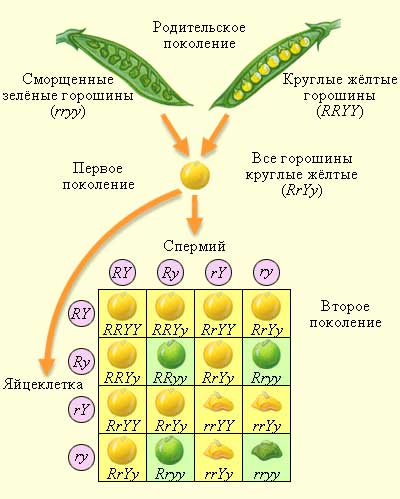 Родительское
поколение
Сморщенные
зелёные горошины
(rryy)
Круглые жёлтые
горошины
(RRYY)
Первое
поколение
Все горошины
круглые жёлтые
(RrYy)
Спермий
RY Ry rY ry
Второе
поколение
RY
RRYY RRYy RrYY RrYy
Ry
RRYy RRyy RrYy Rryy
Яйцеклетка
rY
RrYY RrYy rrYY rrYy
ry
RrYy Rryy rrYy rryy